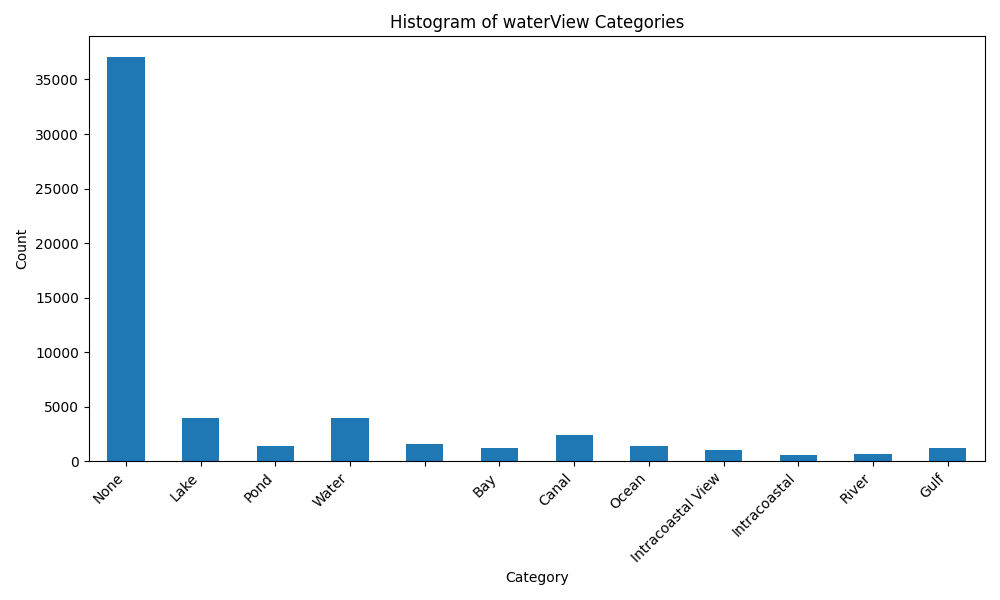 Histogram of waterView Categories
35000
30000
25000
20000
15000
10000
5000
0
Count
None
Lake
Pond
Water
Bay
Canal
Ocean
Intracoastal View
Intracoastal
River
Gulf
Category